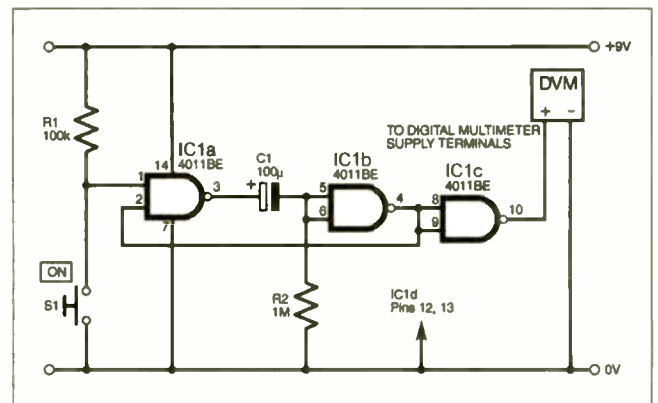 +9V
DVM
+ -
R1
100k
TO DIGITAL MULTIMETER
SUPPLY TERMINALS
IC1a
4011BE
C1
100µ
IC1b
4011BE
IC1c
4011BE
14
1
2
3
7
+
5
6
4
8
9
10
ON
S1
R2
1M
IC1d
Pins 12, 13
0V